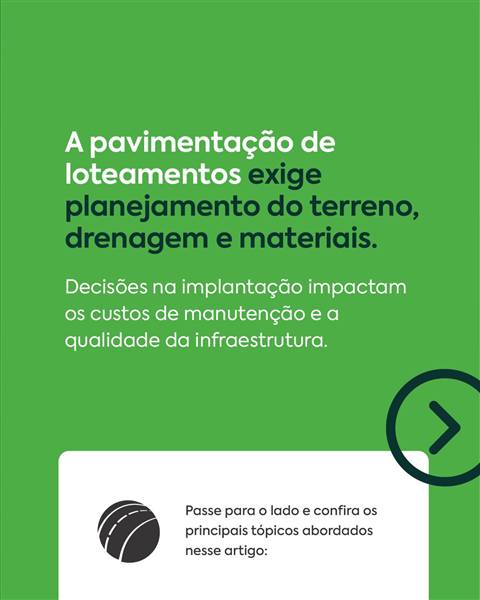 A pavimentação de
loteamentos exige
planejamento do terreno,
drenagem e materiais.
Decisões na implantação impactam
os custos de manutenção e a
qualidade da infraestrutura.
Passe para o lado e confira os
principais tópicos abordados
nesse artigo: